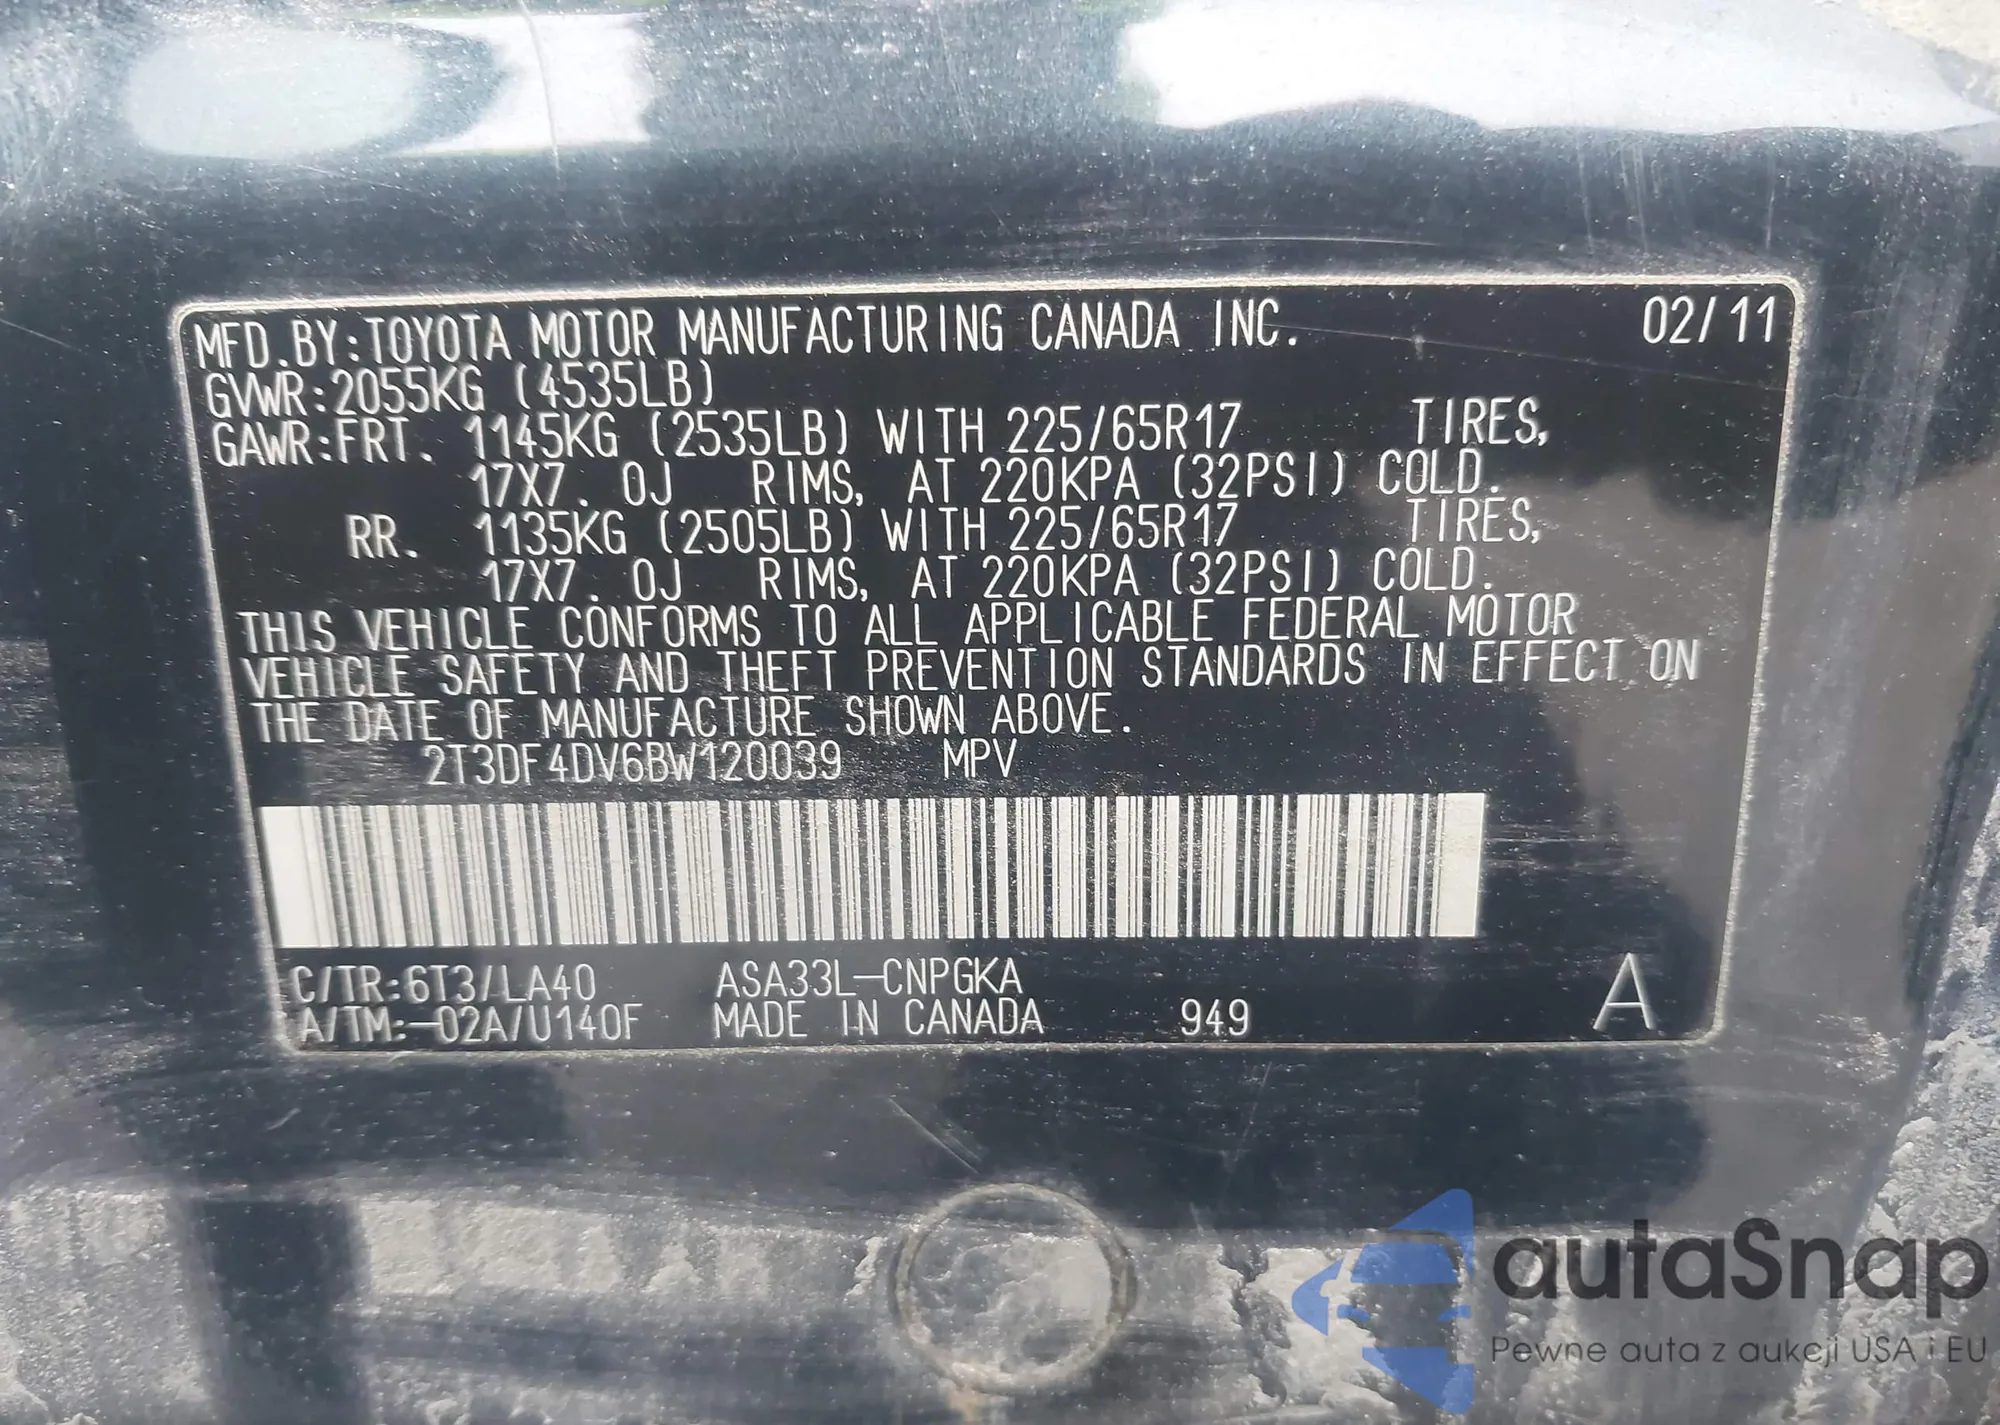 MFD.BY:TOYOTA MOTOR MANUFACTURING CANADA INC. 02/11
GVWR:2055KG (4535LB)
GAWR:FRT. 1145KG (2535LB) WITH 225/65R17 TIRES,
17X7.0J RIMS, AT 220KPA (32PSI) COLD.
RR. 1135KG (2505LB) WITH 225/65R17 TIRES,
17X7.0J RIMS, AT 220KPA (32PSI) COLD.
THIS VEHICLE CONFORMS TO ALL APPLICABLE FEDERAL MOTOR
VEHICLE SAFETY AND THEFT PREVENTION STANDARDS IN EFFECT ON
THE DATE OF MANUFACTURE SHOWN ABOVE.
2T3DF4DV6BW120039 MPV
C/TR:6T3/LA40 ASA33L-CNPGKA A
A/TM:-02A/U140F MADE IN CANADA 949
autaSnap
Pewne auta z aukcji USA i EU